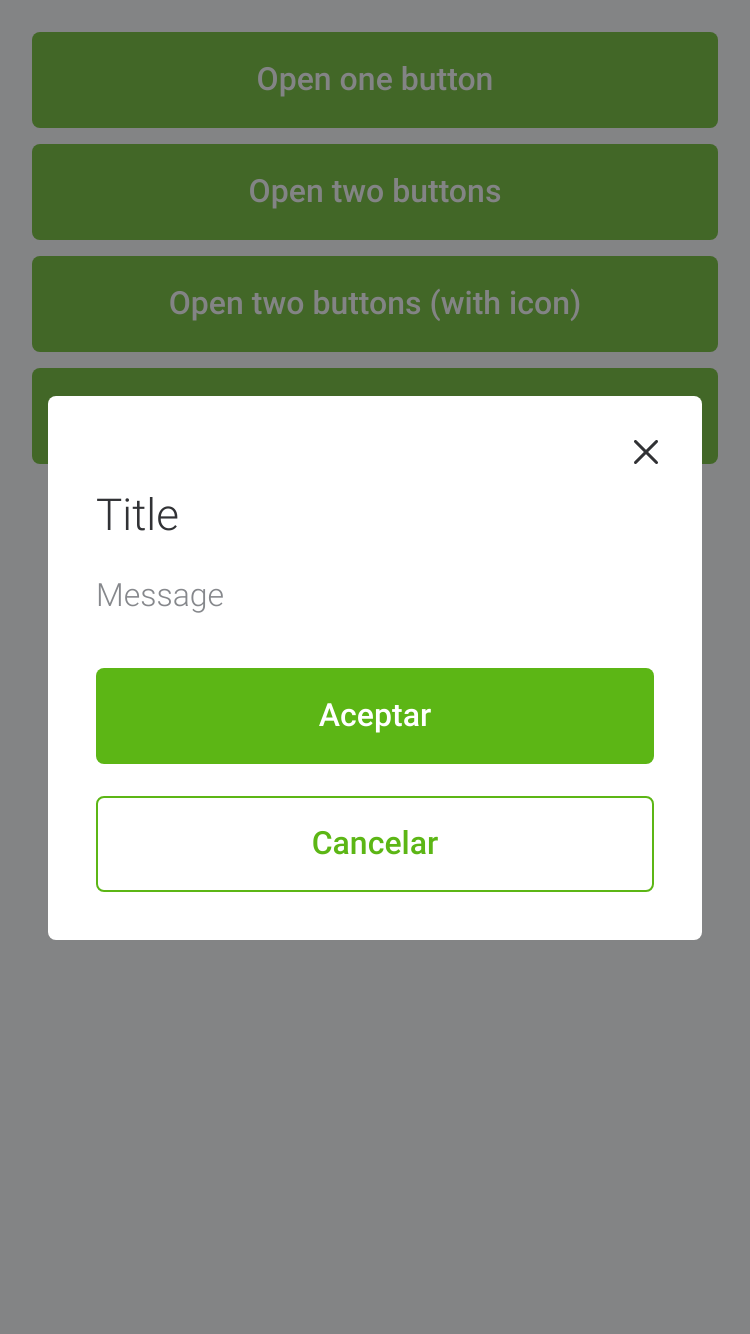 Open one button
Open two buttons
Open two buttons (with icon)
Title
Message
Aceptar
Cancelar